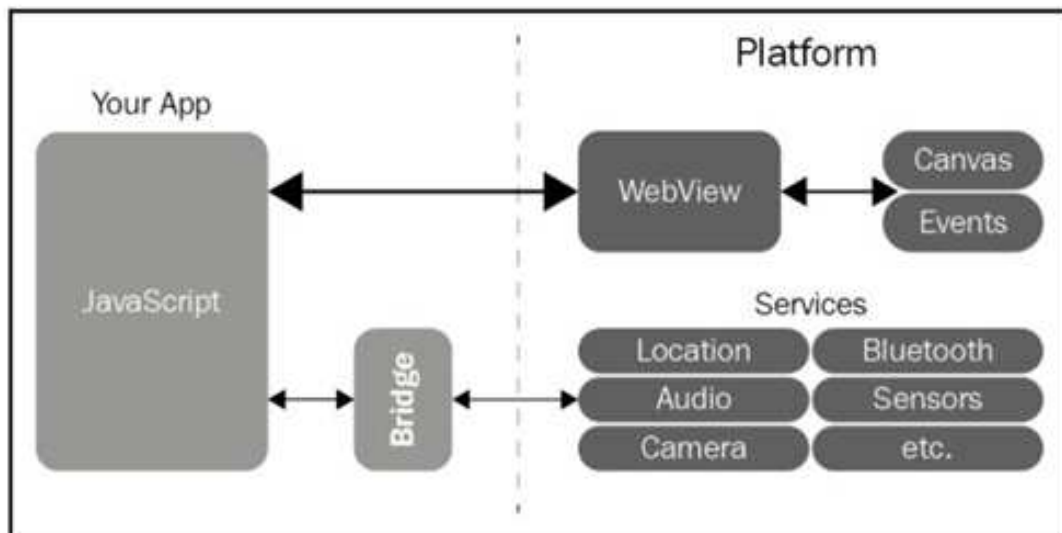 Platform
Your App
JavaScript
Bridge
WebView
Canvas
Events
Services
Location
Bluetooth
Audio
Sensors
Camera
etc.